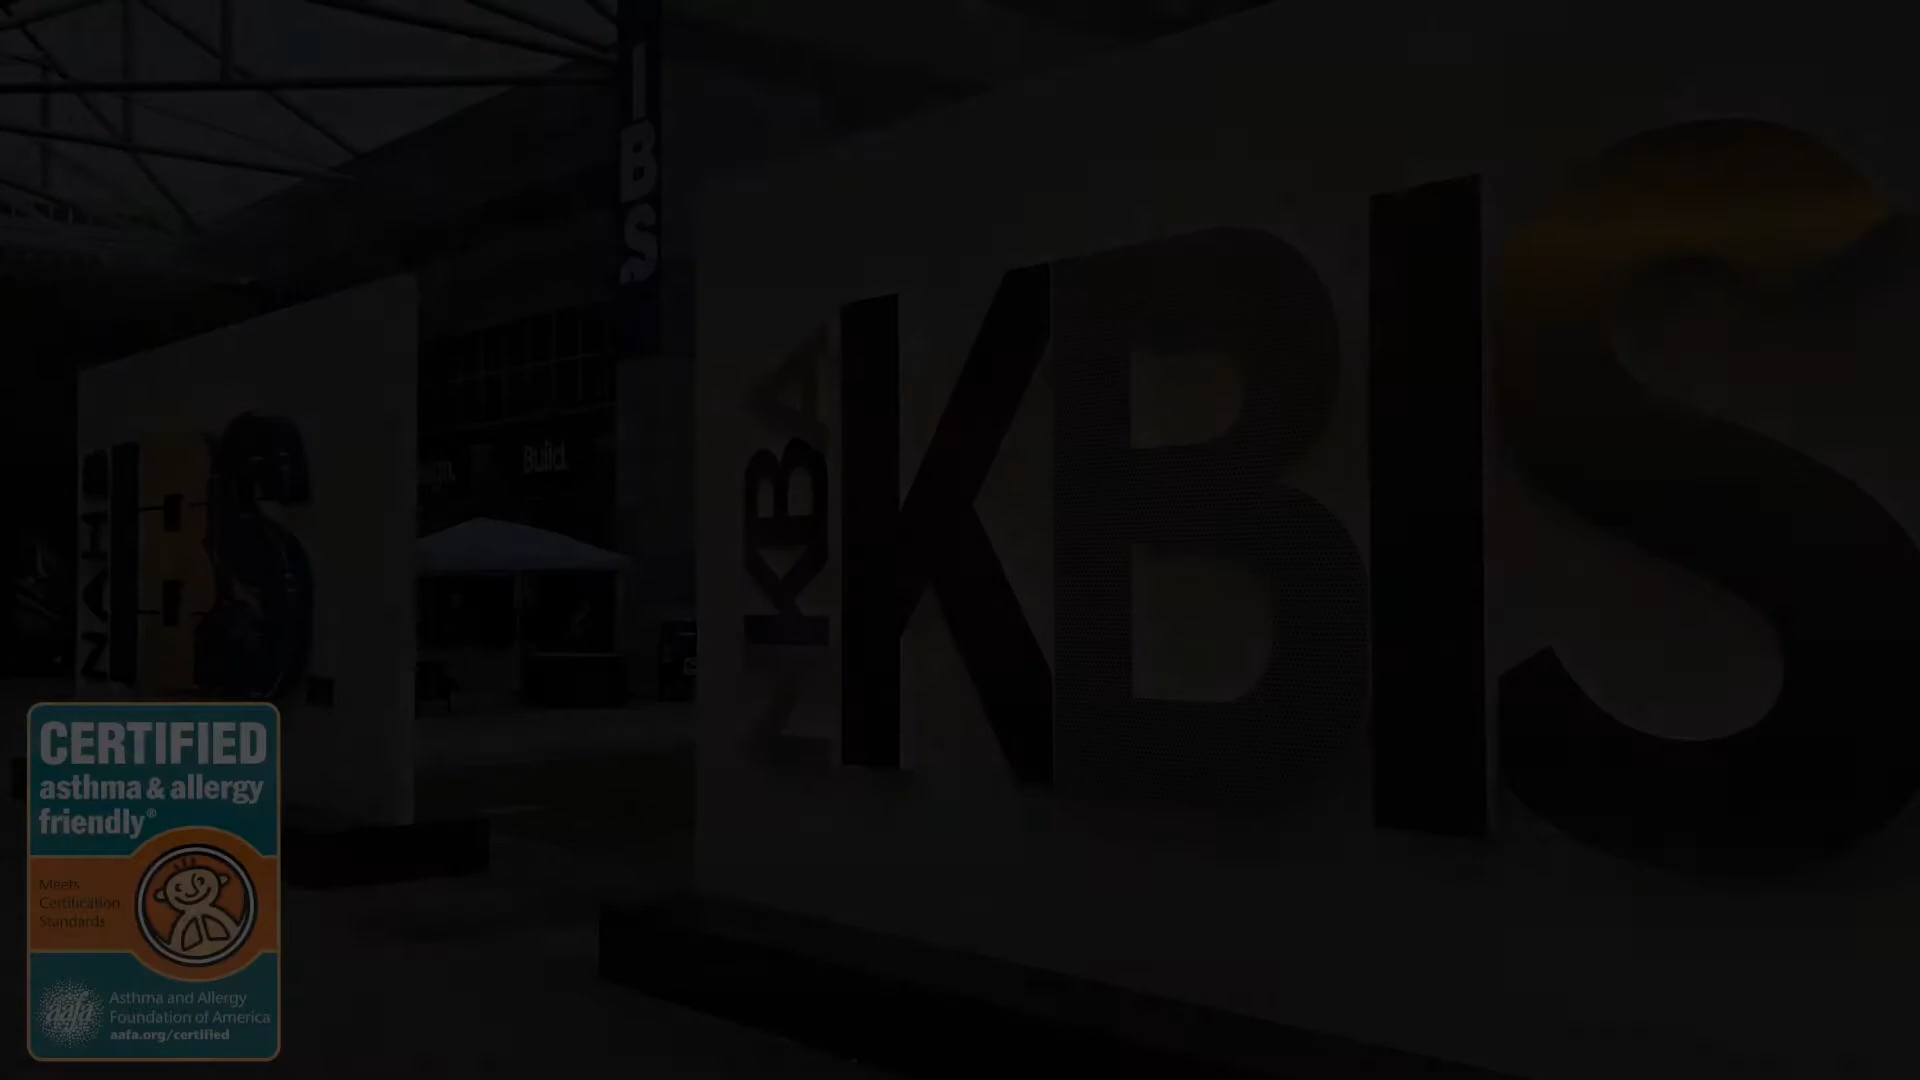 IBS
NKBA
KBIS
IBS
Build.
CERTIFIED
asthma & allergy
friendly®
Meets
Certification
Standards
aafa
Asthma and Allergy
Foundation of America
aafa.org/certified